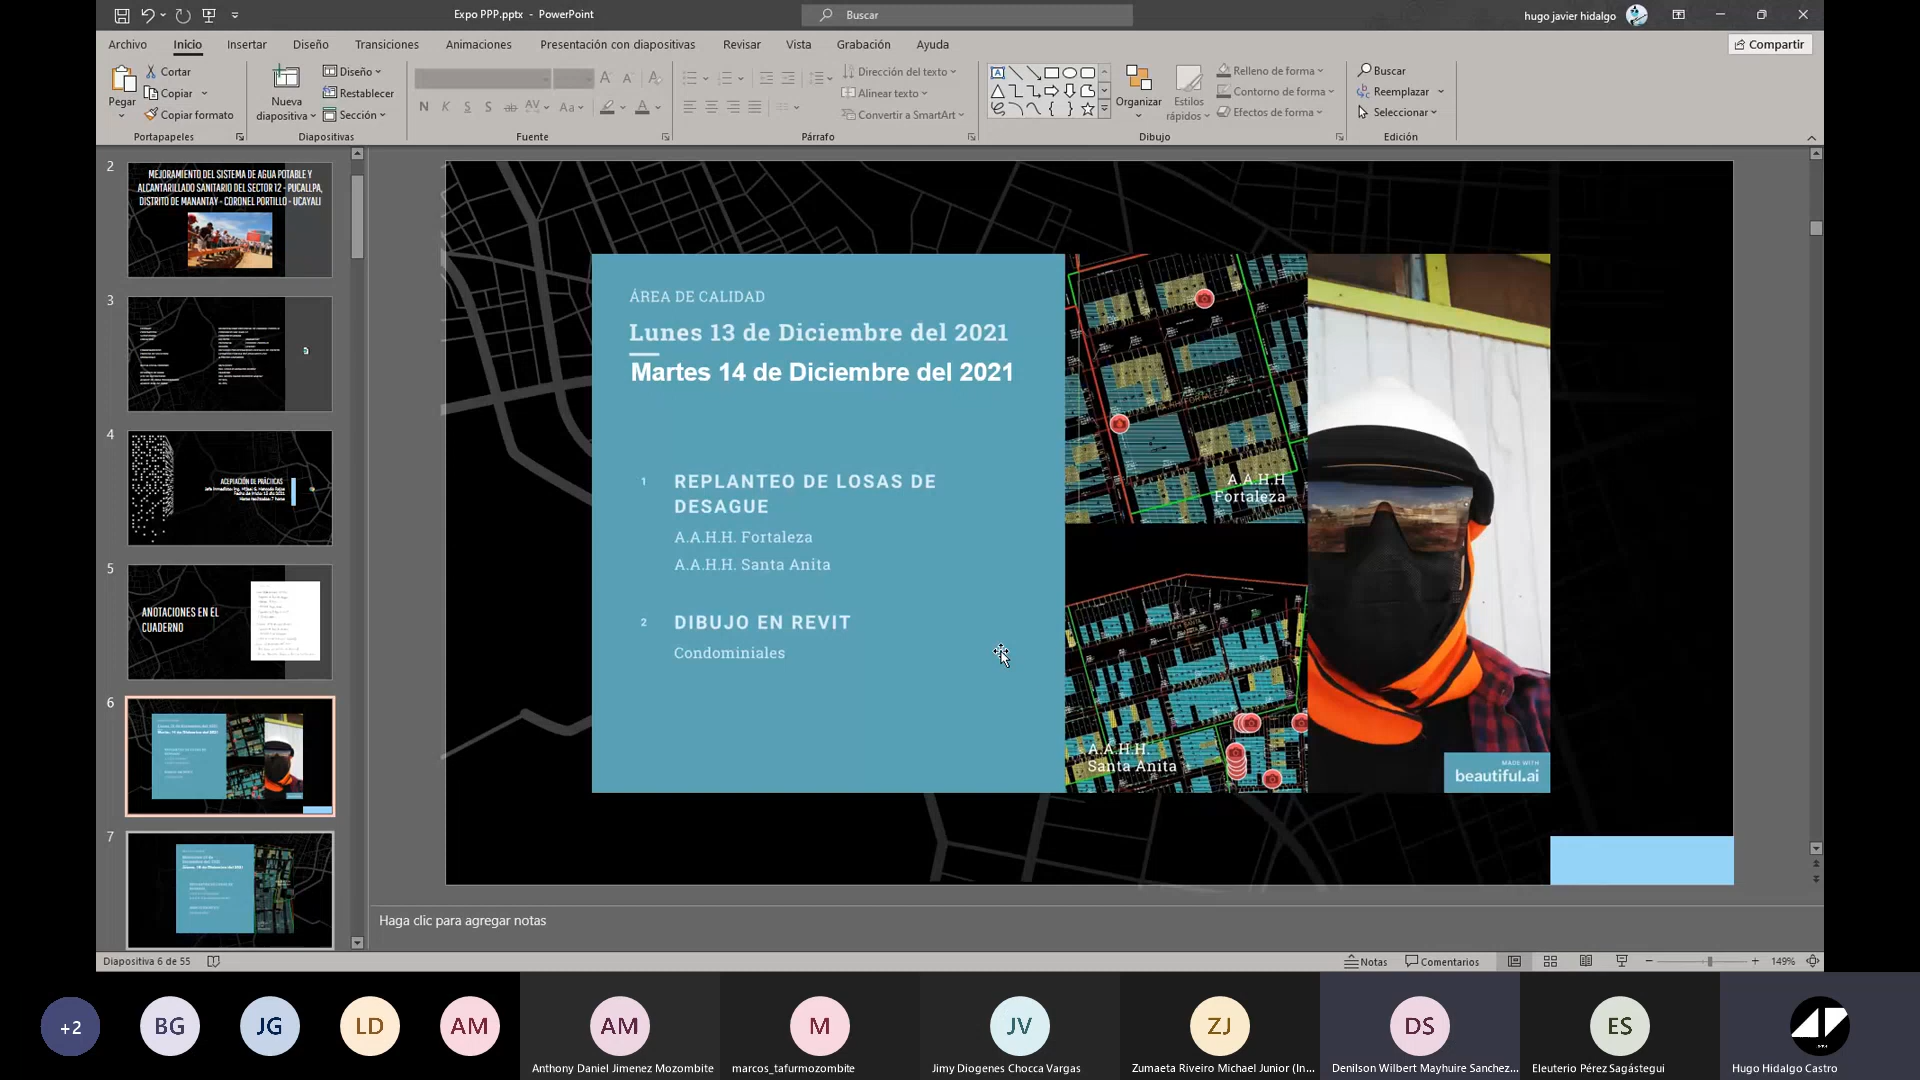 Expo PPP.pptx - PowerPoint
Buscar
hugo javier hidalgo
Archivo
Inicio
Insertar
Diseño
Transiciones
Animaciones
Presentación con diapositivas
Revisar
Vista
Grabación
Ayuda
Compartir
Pegar
Cortar
Copiar
Copiar formato
Portapapeles
Nueva
diapositiva
Diseño
Restablecer
Sección
Diapositivas
Fuente
Dirección del texto
Alinear texto
Convertir a SmartArt
Párrafo
Organizar
Estilos
rápidos
Relleno de forma
Contorno de forma
Efectos de forma
Dibujo
Buscar
Reemplazar
Seleccionar
Edición
2
MEJORAMIENTO DEL SISTEMA DE AGUA POTABLE Y
ALCANTARILLADO SANITARIO DEL SECTOR 12 - PUCALLPA,
DISTRITO DE MANANTAY - CORONEL PORTILLO - UCAYALI
3
4
ACEPTACIÓN DE PRÁCTICAS
5
ANOTACIONES EN EL
CUADERNO
6
7
ÁREA DE CALIDAD
Lunes 13 de Diciembre del 2021
Martes 14 de Diciembre del 2021
1 REPLANTEO DE LOSAS DE
DESAGUE
A.A.H.H. Fortaleza
A.A.H.H. Santa Anita
2 DIBUJO EN REVIT
Condominiales
A.A.H.H
Fortaleza
A.A.H.H.
Santa Anita
MADE WITH
beautiful.ai
Haga clic para agregar notas
Diapositiva 6 de 55
Notas
Comentarios
149%
+2
BG
JG
LD
AM
AM
Anthony Daniel Jimenez Mozombite
M
marcos_tafurmozombite
JV
Jimy Diogenes Chocca Vargas
ZJ
Zumaeta Riveiro Michael Junior (In...
DS
Denilson Wilbert Mayhuire Sanchez...
ES
Eleuterio Pérez Sagástegui
Hugo Hidalgo Castro